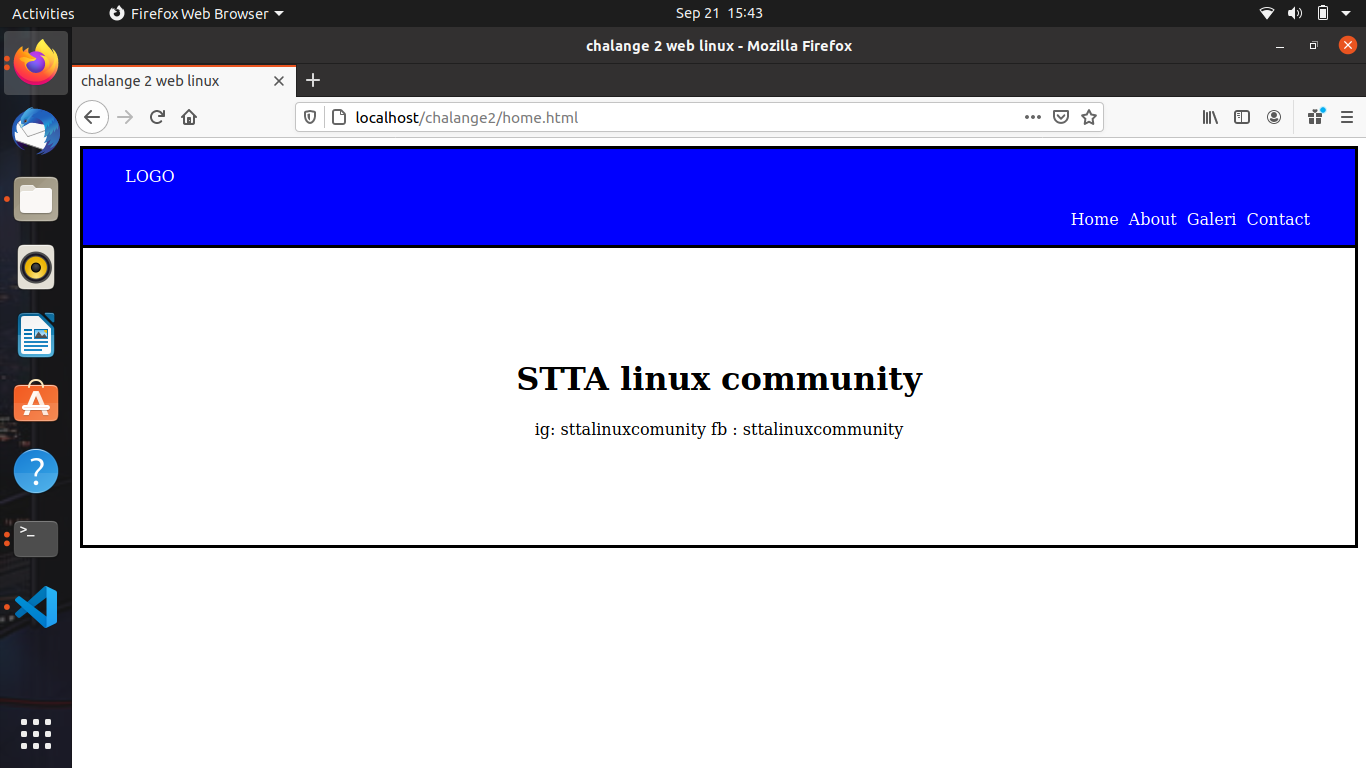 Activities Firefox Web Browser Sep 21 15:43
chalange 2 web linux - Mozilla Firefox
chalange 2 web linux
localhost/chalange2/home.html
LOGO
Home About Galeri Contact
STTA linux community
ig: sttalinuxcomunity fb : sttalinuxcommunity